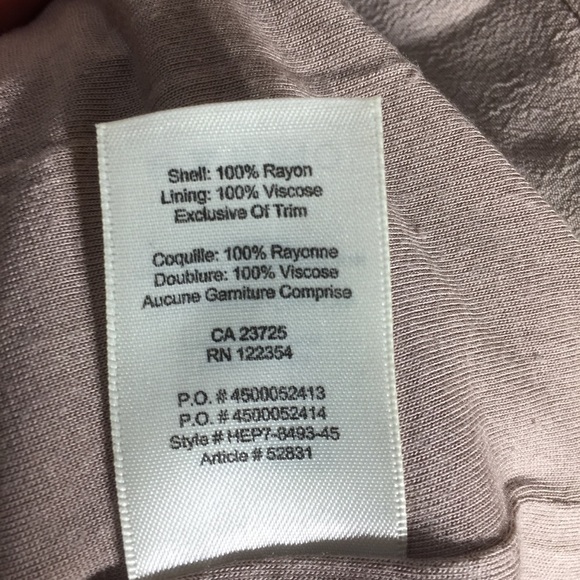 Shell: 100% Rayon
Lining: 100% Viscose
Exclusive Of Trim
Coquille: 100% Rayonne
Doublure: 100% Viscose
Aucune Garniture Comprise
CA 23725
RN 122354
P.O. # 4500052413
P.O. # 4500052414
Style # HEP7-8493-45
Article # 52831